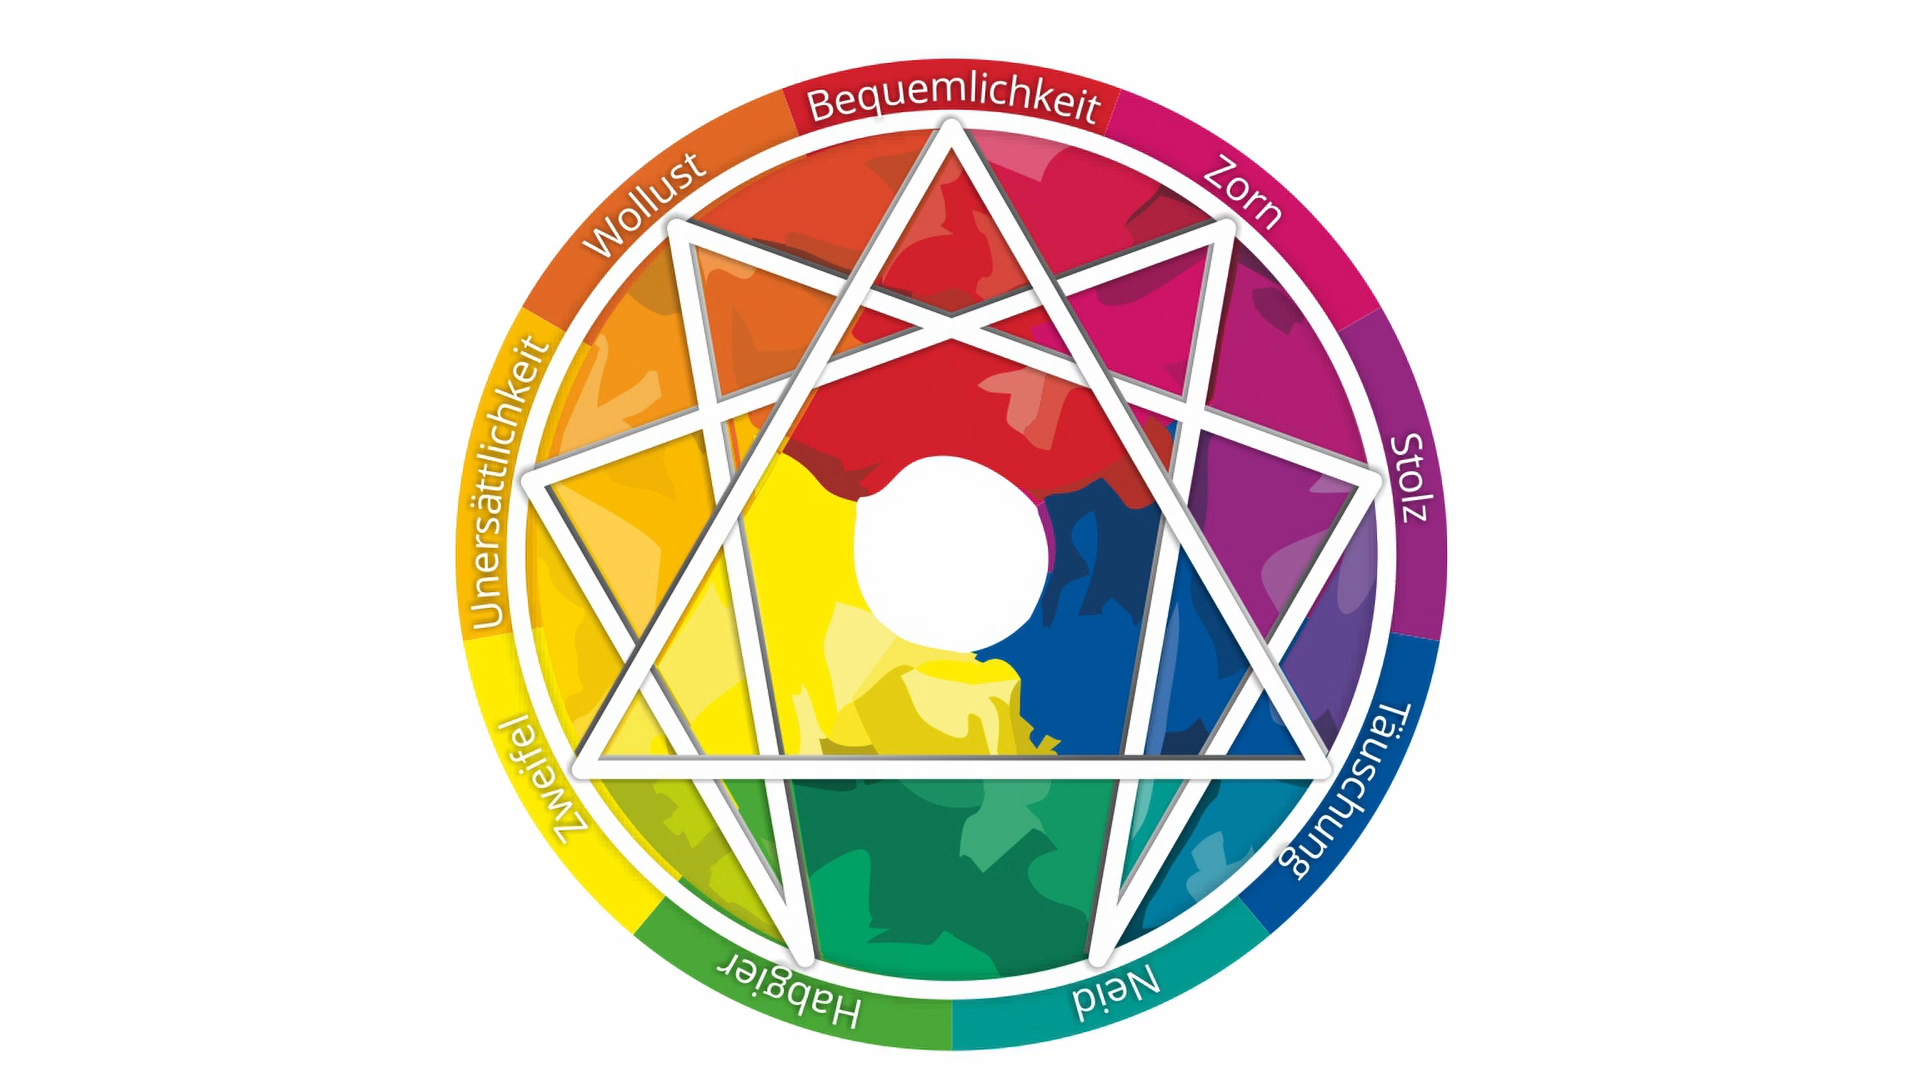 Bequemlichkeit
Zorn
Stolz
Täuschung
Neid
Habgier
Zweifel
Unersättlichkeit
Wollust